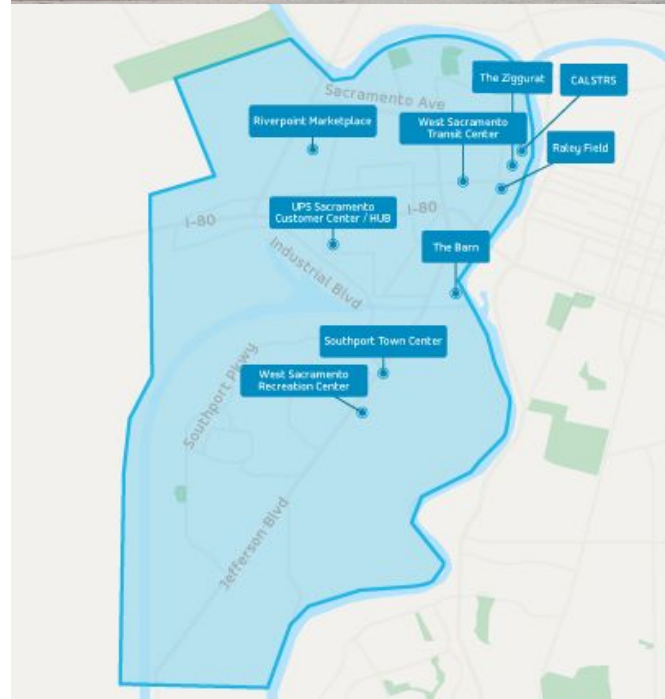 The Ziggurat
CALSTRS
Sacramento Ave
Riverpoint Marketplace
West Sacramento
Transit Center
Raley Field
UPS Sacramento
Customer Center / HUB
I-80
I-80
The Barn
Industrial Blvd
Southport Town Center
Southport Pkwy
West Sacramento
Recreation Center
Jefferson Blvd